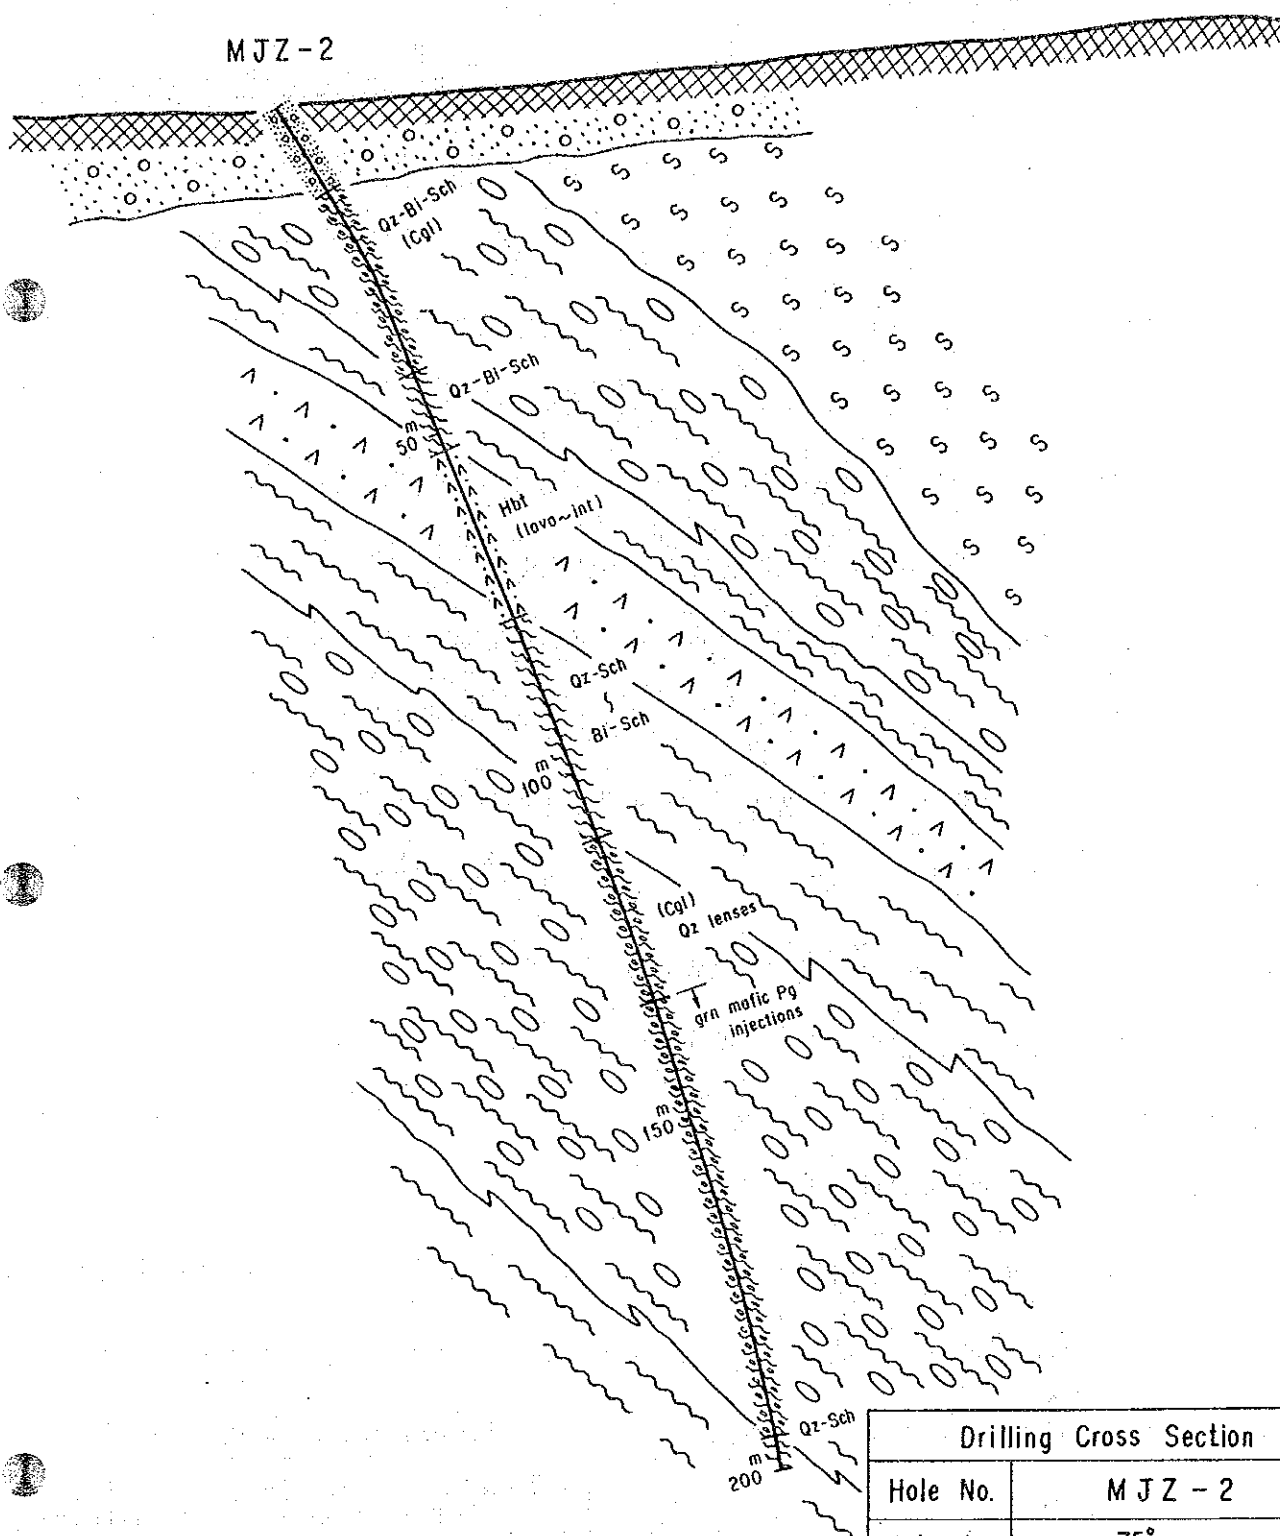 MJZ-2
Qz-Bi-Sch
(Cgl)
Qz-Bi-Sch
m
50
Hbt
(lava~int)
Qz-Sch
Bi-Sch
m
100
(Cgl)
Qz lenses
grn mafic Pg
injections
m
150
Qz-Sch
m
200
Drilling Cross Section
Hole No.
MJZ-2
75°